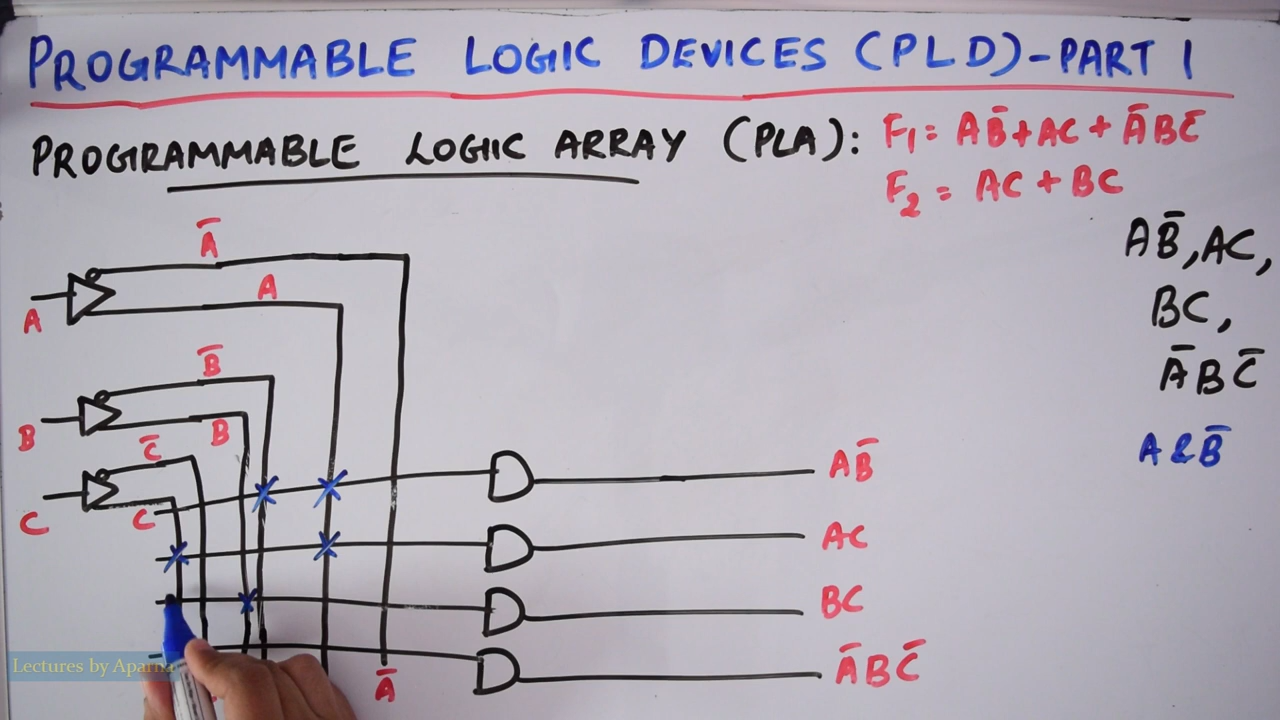 PROGRAMMABLE LOGIC DEVICES (PLD)-PART 1
PROGRAMMABLE LOGIC ARRAY (PLA):
F₁ = AB̄ + AC + ĀBC̄
F₂ = AC + BC
AB̄, AC,
BC,
ĀBC̄
A & B̄
Ā
A
A
B̄
B
B
C̄
C
C
AB̄
AC
BC
ĀBC̄
Ā
Lectures by Aparna